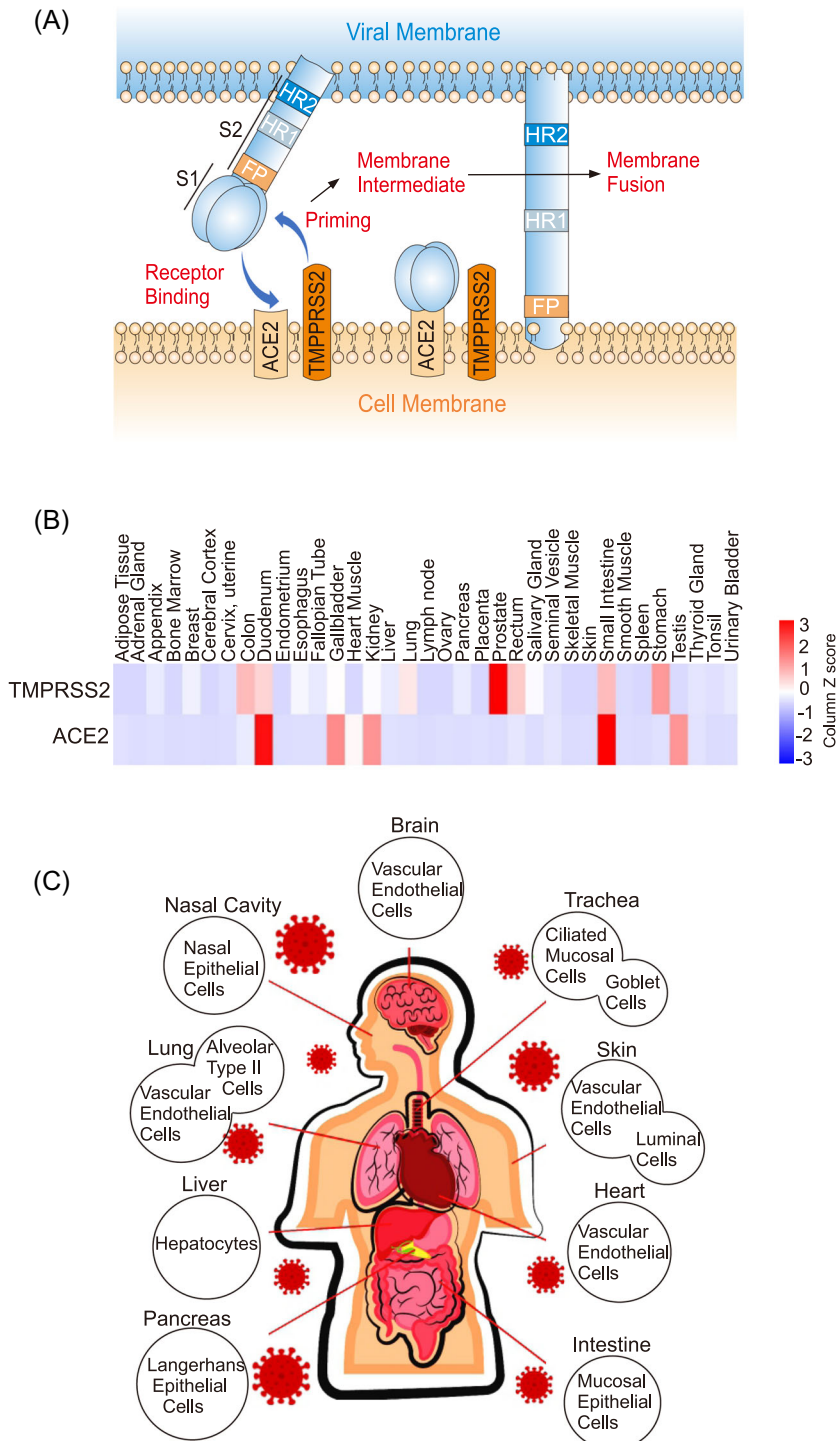 (A)
Viral Membrane
HR2
HR1
FP
S2
S1
HR2
HR1
FP
Membrane
Intermediate
Membrane
Fusion
Priming
Receptor
Binding
ACE2
TMPPRSS2
ACE2
TMPPRSS2
Cell Membrane
(B)
Adipose Tissue
Adrenal Gland
Appendix
Bone Marrow
Breast
Cerebral Cortex
Cervix, uterine
Colon
Duodenum
Endometrium
Esophagus
Fallopian Tube
Gallbladder
Heart Muscle
Kidney
Liver
Lung
Lymph node
Ovary
Pancreas
Placenta
Prostate
Rectum
Salivary Gland
Seminal Vesicle
Skeletal Muscle
Skin
Small Intestine
Smooth Muscle
Spleen
Stomach
Testis
Thyroid Gland
Tonsil
Urinary Bladder
TMPRSS2
ACE2
3
2
1
0
-1
-2
-3
Column Z score
(C)
Brain
Vascular
Endothelial
Cells
Nasal Cavity
Nasal
Epithelial
Cells
Trachea
Ciliated
Mucosal
Cells
Goblet
Cells
Lung
Alveolar
Type II
Cells
Vascular
Endothelial
Cells
Skin
Vascular
Endothelial
Cells
Luminal
Cells
Liver
Hepatocytes
Heart
Vascular
Endothelial
Cells
Pancreas
Langerhans
Epithelial
Cells
Intestine
Mucosal
Epithelial
Cells